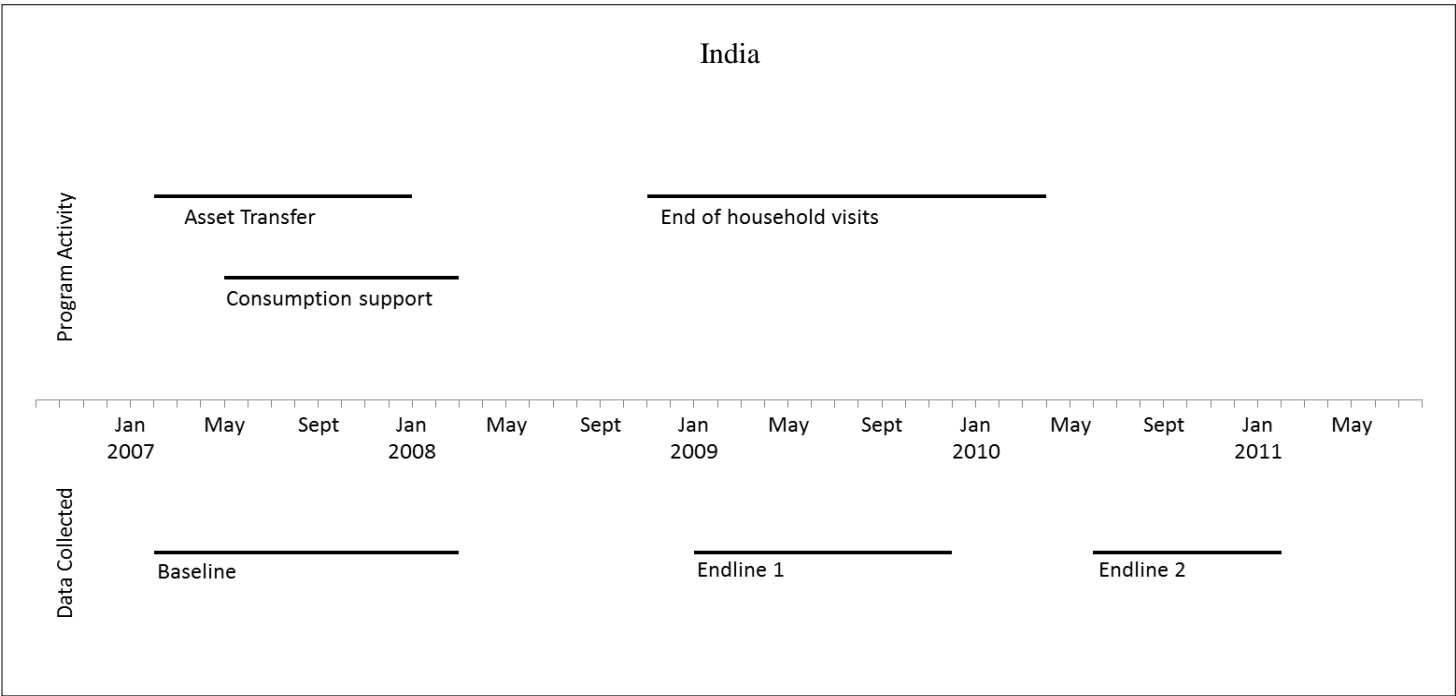 India
Program Activity
Asset Transfer
End of household visits
Consumption support
Jan May Sept Jan May Sept Jan May Sept Jan May Sept Jan May
2007 2008 2009 2010 2011
Data Collected
Baseline
Endline 1
Endline 2